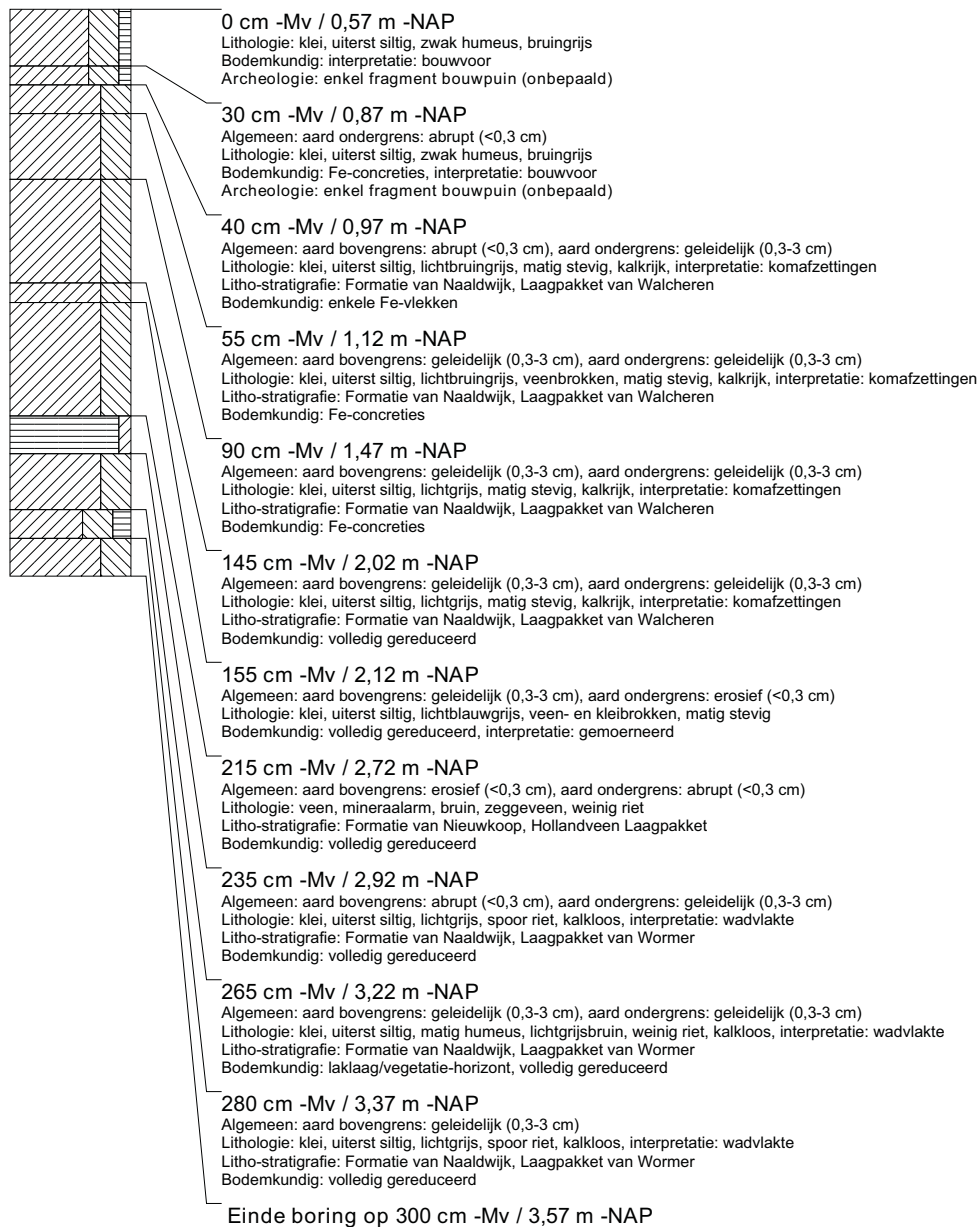 0 cm -Mv / 0,57 m -NAP
Lithologie: klei, uiterst siltig, zwak humeus, bruingrijs
Bodemkundig: interpretatie: bouwvoor
Archeologie: enkel fragment bouwpuin (onbepaald)
30 cm -Mv / 0,87 m -NAP
Algemeen: aard ondergrens: abrupt (<0,3 cm)
Lithologie: klei, uiterst siltig, zwak humeus, bruingrijs
Bodemkundig: Fe-concreties, interpretatie: bouwvoor
Archeologie: enkel fragment bouwpuin (onbepaald)
40 cm -Mv / 0,97 m -NAP
Algemeen: aard bovengrens: abrupt (<0,3 cm), aard ondergrens: geleidelijk (0,3-3 cm)
Lithologie: klei, uiterst siltig, lichtbruingrijs, matig stevig, kalkrijk, interpretatie: komafzettingen
Litho-stratigrafie: Formatie van Naaldwijk, Laagpakket van Walcheren
Bodemkundig: enkele Fe-vlekken
55 cm -Mv / 1,12 m -NAP
Algemeen: aard bovengrens: geleidelijk (0,3-3 cm), aard ondergrens: geleidelijk (0,3-3 cm)
Lithologie: klei, uiterst siltig, lichtbruingrijs, veenbrokken, matig stevig, kalkrijk, interpretatie: komafzettingen
Litho-stratigrafie: Formatie van Naaldwijk, Laagpakket van Walcheren
Bodemkundig: Fe-concreties
90 cm -Mv / 1,47 m -NAP
Algemeen: aard bovengrens: geleidelijk (0,3-3 cm), aard ondergrens: geleidelijk (0,3-3 cm)
Lithologie: klei, uiterst siltig, lichtgrijs, matig stevig, kalkrijk, interpretatie: komafzettingen
Litho-stratigrafie: Formatie van Naaldwijk, Laagpakket van Walcheren
Bodemkundig: Fe-concreties
145 cm -Mv / 2,02 m -NAP
Algemeen: aard bovengrens: geleidelijk (0,3-3 cm), aard ondergrens: geleidelijk (0,3-3 cm)
Lithologie: klei, uiterst siltig, lichtgrijs, matig stevig, kalkrijk, interpretatie: komafzettingen
Litho-stratigrafie: Formatie van Naaldwijk, Laagpakket van Walcheren
Bodemkundig: volledig gereduceerd
155 cm -Mv / 2,12 m -NAP
Algemeen: aard bovengrens: geleidelijk (0,3-3 cm), aard ondergrens: erosief (<0,3 cm)
Lithologie: klei, uiterst siltig, lichtblauwgrijs, veen- en kleibrokken, matig stevig
Bodemkundig: volledig gereduceerd, interpretatie: gemoerneerd
215 cm -Mv / 2,72 m -NAP
Algemeen: aard bovengrens: erosief (<0,3 cm), aard ondergrens: abrupt (<0,3 cm)
Lithologie: veen, mineraalarm, bruin, zeggeveen, weinig riet
Litho-stratigrafie: Formatie van Nieuwkoop, Hollandveen Laagpakket
Bodemkundig: volledig gereduceerd
235 cm -Mv / 2,92 m -NAP
Algemeen: aard bovengrens: abrupt (<0,3 cm), aard ondergrens: geleidelijk (0,3-3 cm)
Lithologie: klei, uiterst siltig, lichtgrijs, spoor riet, kalkloos, interpretatie: wadvlakte
Litho-stratigrafie: Formatie van Naaldwijk, Laagpakket van Wormer
Bodemkundig: volledig gereduceerd
265 cm -Mv / 3,22 m -NAP
Algemeen: aard bovengrens: geleidelijk (0,3-3 cm), aard ondergrens: geleidelijk (0,3-3 cm)
Lithologie: klei, uiterst siltig, matig humeus, lichtgrijsbruin, weinig riet, kalkloos, interpretatie: wadvlakte
Litho-stratigrafie: Formatie van Naaldwijk, Laagpakket van Wormer
Bodemkundig: laklaag/vegetatie-horizont, volledig gereduceerd
280 cm -Mv / 3,37 m -NAP
Algemeen: aard bovengrens: geleidelijk (0,3-3 cm)
Lithologie: klei, uiterst siltig, lichtgrijs, spoor riet, kalkloos, interpretatie: wadvlakte
Litho-stratigrafie: Formatie van Naaldwijk, Laagpakket van Wormer
Bodemkundig: volledig gereduceerd
Einde boring op 300 cm -Mv / 3,57 m -NAP